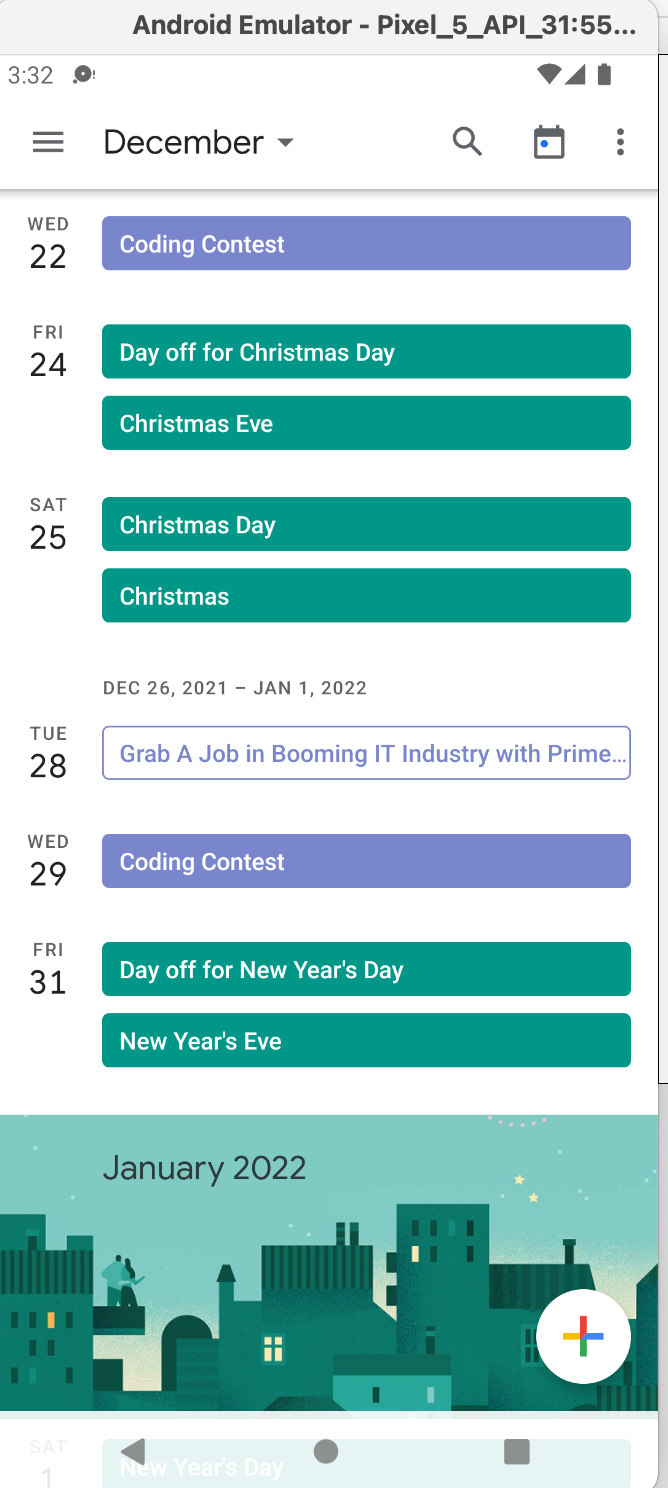 Android Emulator - Pixel_5_API_31:55...
3:32
December
WED
22
Coding Contest
FRI
24
Day off for Christmas Day
Christmas Eve
SAT
25
Christmas Day
Christmas
DEC 26, 2021 – JAN 1, 2022
TUE
28
Grab A Job in Booming IT Industry with Prime...
WED
29
Coding Contest
FRI
31
Day off for New Year's Day
New Year's Eve
January 2022
SAT
1
New Year's Day